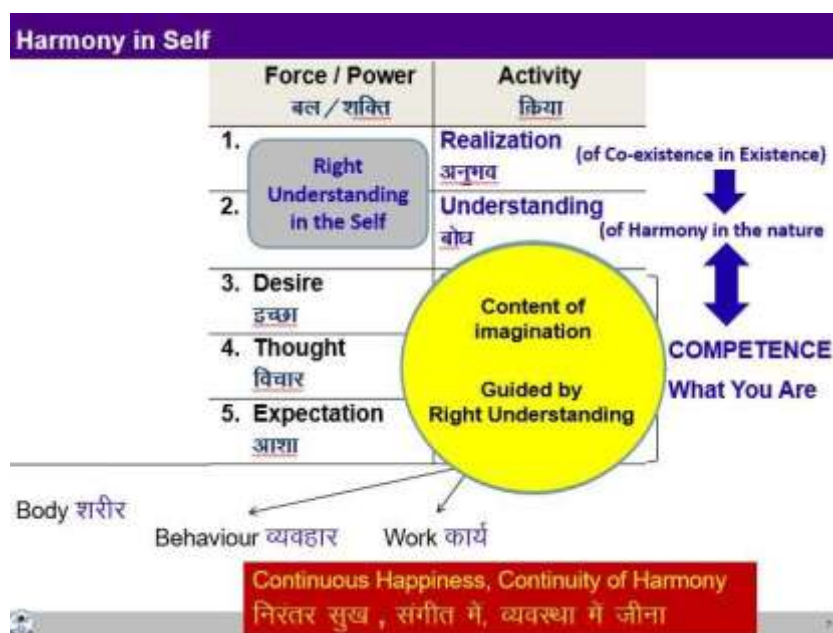 Harmony in Self
Force / Power
बल / शक्ति
Activity
क्रिया
1.
Right
Understanding
in the Self
Realization
अनुभव
(of Co-existence in Existence)
2.
Understanding
बोध
(of Harmony in the nature
3. Desire
इच्छा
4. Thought
विचार
5. Expectation
आशा
Content of
imagination
Guided by
Right Understanding
COMPETENCE
What You Are
Body शरीर
Behaviour व्यवहार
Work कार्य
Continuous Happiness, Continuity of Harmony
निरंतर सुख , संगीत में, व्यवस्था में जीना